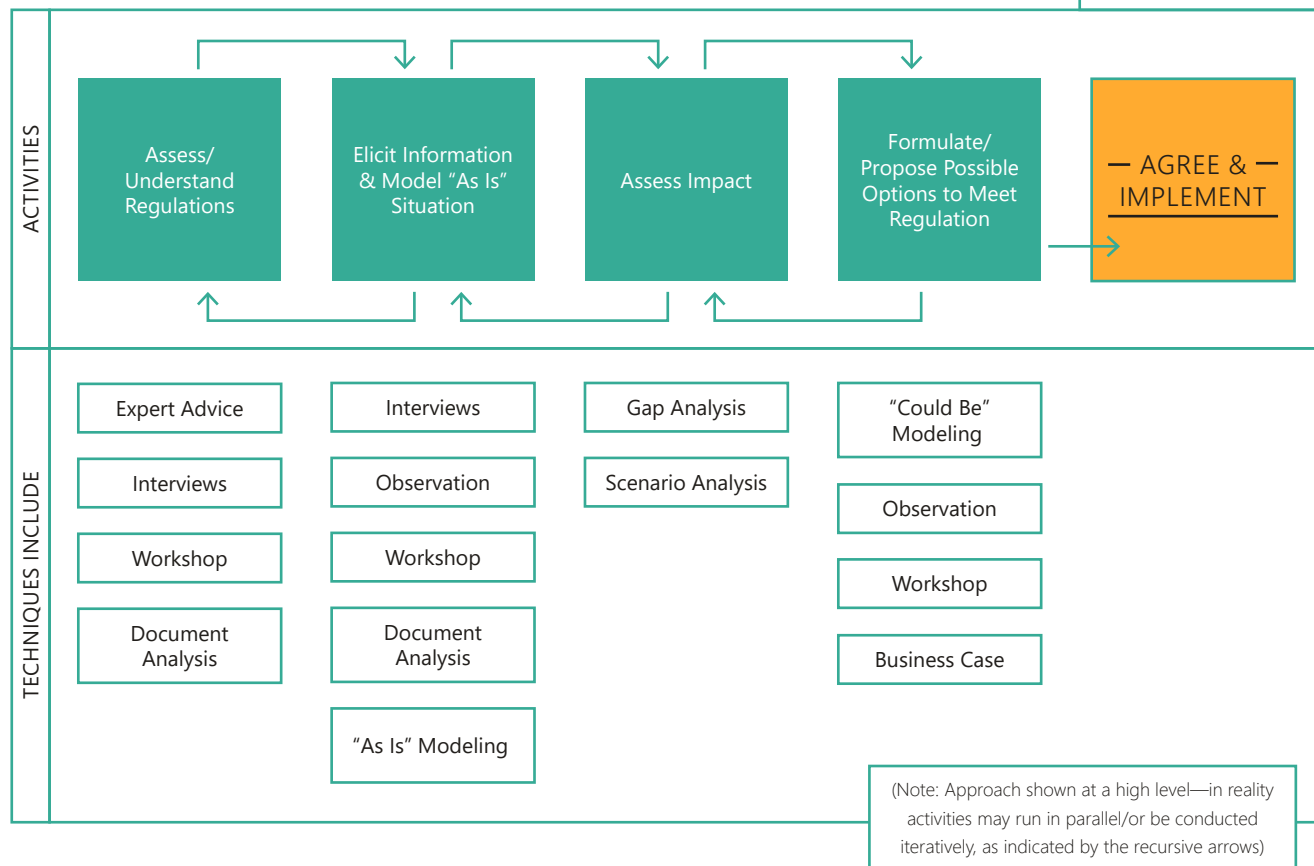 ACTIVITIES
Assess/
Understand
Regulations
Elicit Information
& Model “As Is”
Situation
Assess Impact
Formulate/
Propose Possible
Options to Meet
Regulation
AGREE &
IMPLEMENT
TECHNIQUES INCLUDE
Expert Advice
Interviews
Workshop
Document
Analysis
Interviews
Observation
Workshop
Document
Analysis
“As Is” Modeling
Gap Analysis
Scenario Analysis
“Could Be”
Modeling
Observation
Workshop
Business Case
(Note: Approach shown at a high level—in reality
activities may run in parallel/or be conducted
iteratively, as indicated by the recursive arrows)